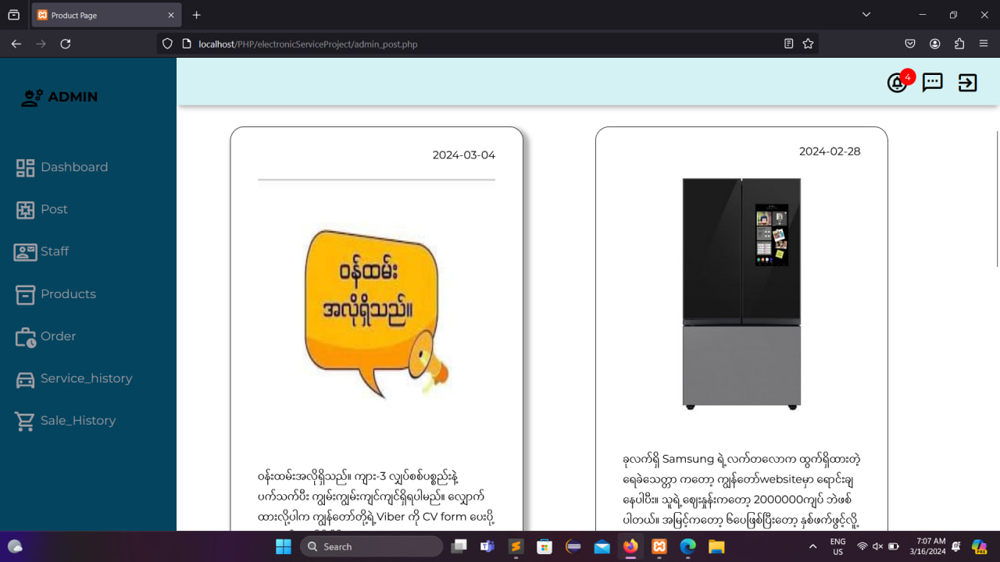 Product Page
localhost/PHP/electronicServiceProject/admin_post.php
ADMIN
4
Dashboard
Post
Staff
Products
Order
Service_history
Sale_History
2024-03-04
ဝန်ထမ်း
အလိုရှိသည်။
ဝန်းထမ်းအလိုရှိသည်။ ကျား-3 လျှပ်စစ်ပစ္စည်းနဲ့
ပက်သက်ပီး ကျွမ်းကျွမ်းကျင်ကျင်ရှိရပါမည်။ လျှောက်
ထားလိုပါက ကျွန်တော်တို့ရဲ့Viber ကို CV form ပေးပို့
2024-02-28
ခုလက်ရှိ Samsung ရဲ့လက်တလောက ထွက်ရှိထားတဲ့
ရေခဲသေတ္တာ ကတော့ ကျွန်တော်websiteမှာ ရောင်းချ
နေပါပီး။ သူရဲ့ဈေးနှုန်းကတော့ 2000000ကျပ် ဘဲဖစ်
ပါတယ်။ အမြင့်ကတော့ ၆ပေဖြစ်ပြီးတော့ နှစ်ဖက်ဖွင့်လို့
Search
ENG
US
7:07 AM
3/16/2024